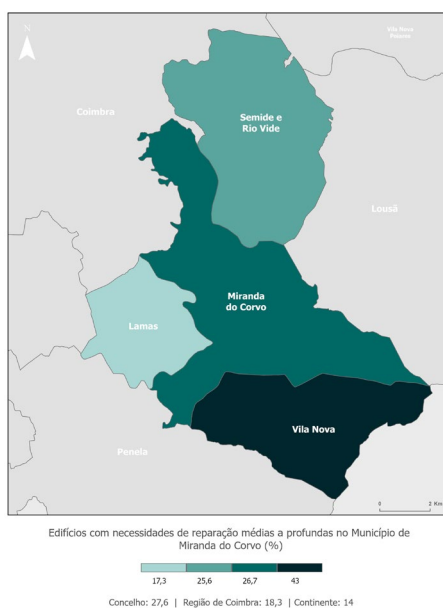 N
Vila Nova
Poiares
Coimbra
Semide e
Rio Vide
Lousã
Miranda
do Corvo
Lamas
Vila Nova
Penela
0 2 Km
Edifícios com necessidades de reparação médias a profundas no Município de
Miranda do Corvo (%)
17,3 25,6 26,7 43
Concelho: 27,6 | Região de Coimbra: 18,3 | Continente: 14